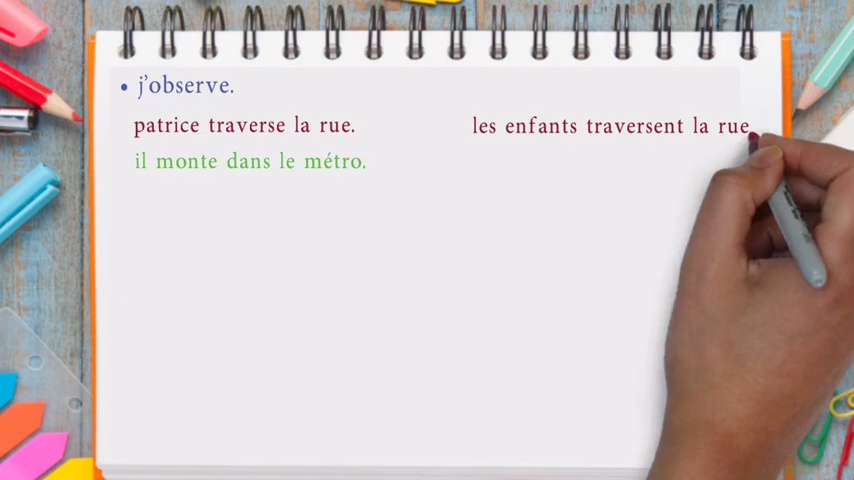 • j'observe.
patrice traverse la rue. les enfants traversent la rue.
il monte dans le métro.